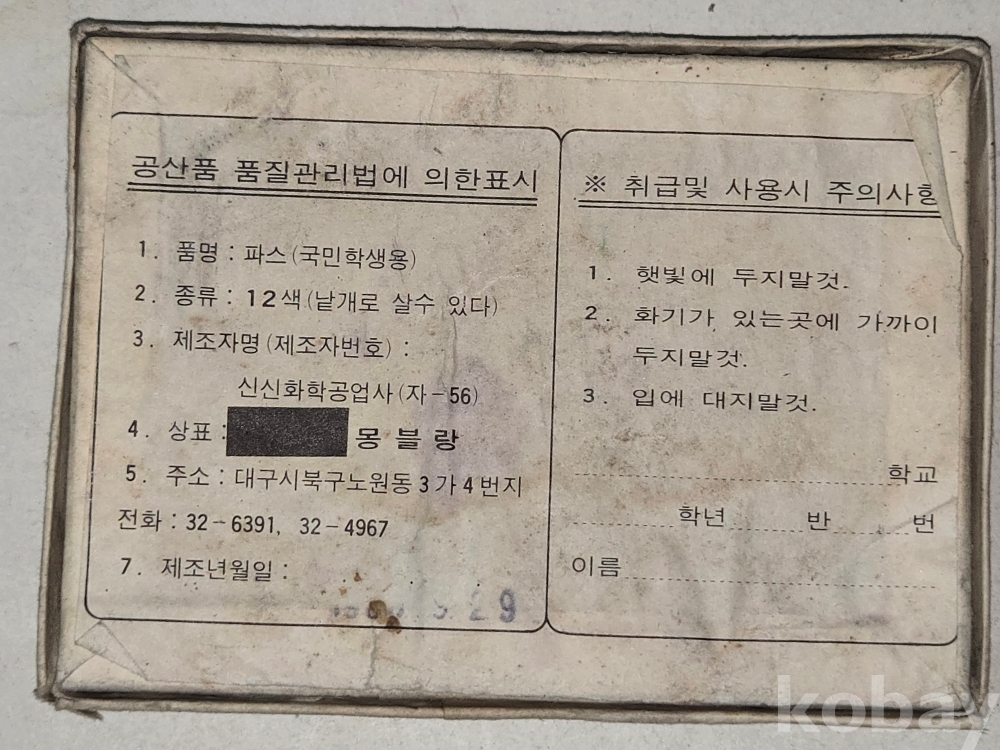 공산품 품질관리법에 의한표시
1. 품명 : 파스(국민학생용)
2. 종류 : 12색(낱개로 살수 있다)
3. 제조자명(제조자번호) :
신신화학공업사(자-56)
4. 상표 : 몽블랑
5. 주소 : 대구시북구노원동3가4번지
전화 : 32-6391, 32-4967
7. 제조년월일 :
29
※ 취급및 사용시 주의사항
1. 햇빛에 두지말것.
2. 화기가 있는곳에 가까이
두지말것.
3. 입에 대지말것.
학교
학년 반 번
이름
kobay